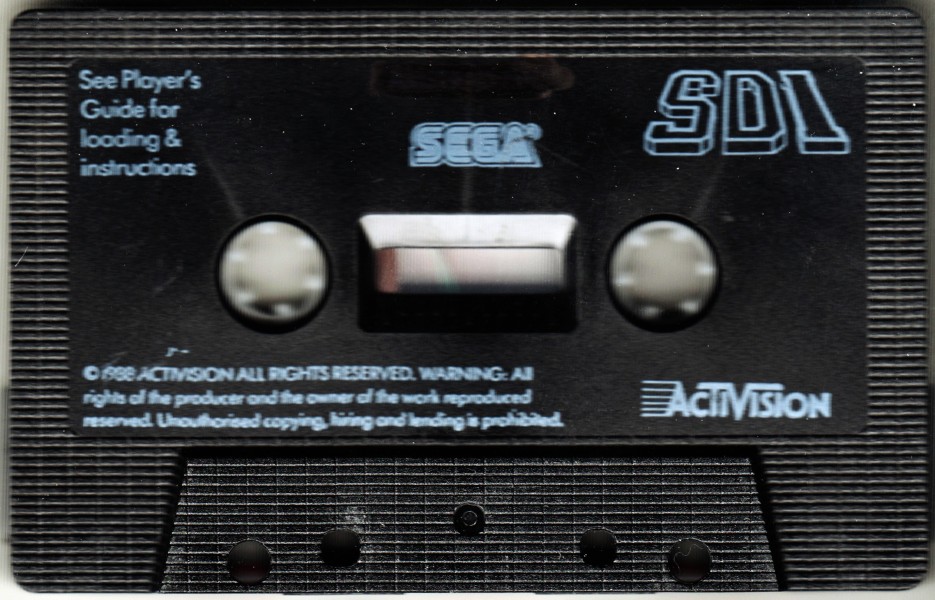 See Player's
Guide for
loading &
instructions
SEGA®
SDI
© 1988 ACTIVISION ALL RIGHTS RESERVED. WARNING: All
rights of the producer and the owner of the work reproduced
reserved. Unauthorised copying, hiring and lending is prohibited.
ACTIVISION